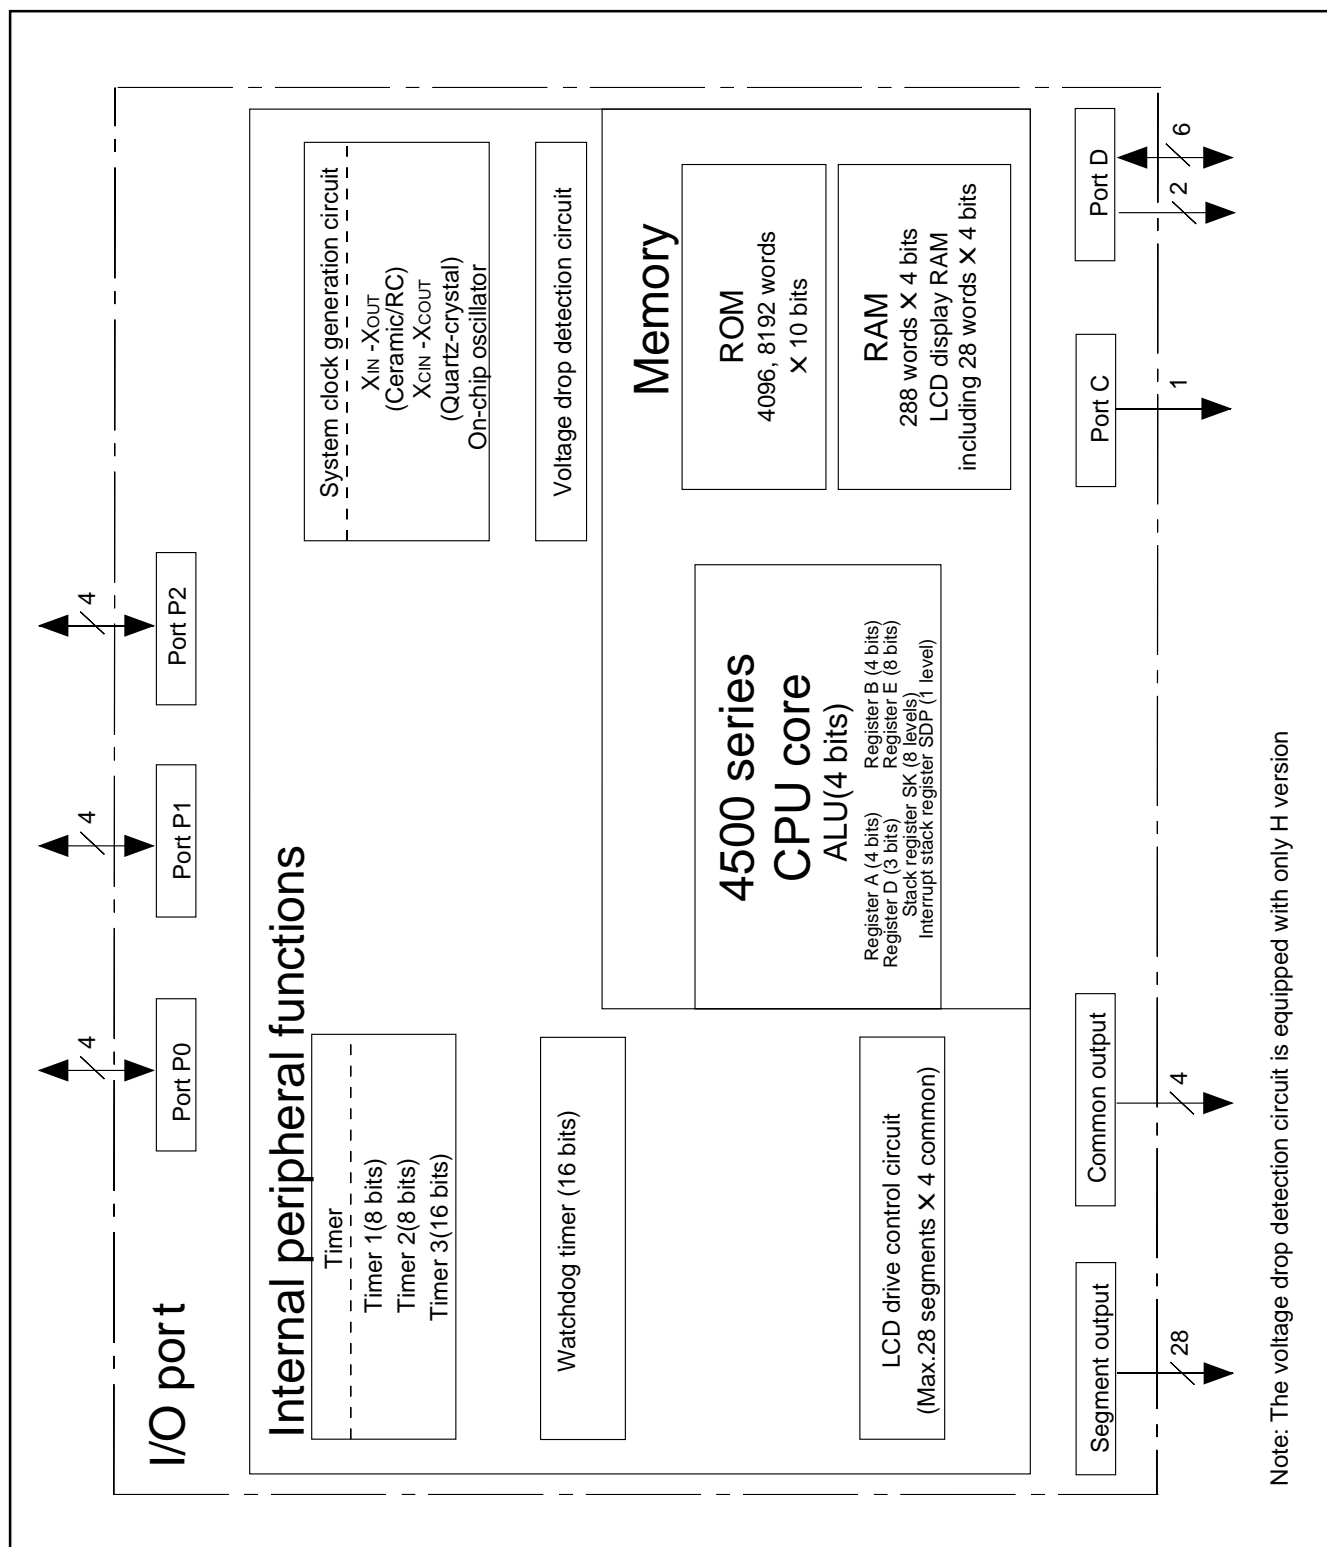 I/O port
Port P0
4
Port P1
4
Port P2
4
Internal peripheral functions
Timer
Timer 1(8 bits)
Timer 2(8 bits)
Timer 3(16 bits)
Watchdog timer (16 bits)
LCD drive control circuit
(Max.28 segments X 4 common)
System clock generation circuit
XIN -XOUT
(Ceramic/RC)
XCIN -XCOUT
(Quartz-crystal)
On-chip oscillator
Voltage drop detection circuit
4500 series
CPU core
ALU(4 bits)
Register A (4 bits) Register B (4 bits)
Register D (3 bits) Register E (8 bits)
Stack register SK (8 levels)
Interrupt stack register SDP (1 level)
Memory
ROM
4096, 8192 words
X 10 bits
RAM
288 words X 4 bits
LCD display RAM
including 28 words X 4 bits
Segment output
28
Common output
4
Port C
1
Port D
2
6
Note: The voltage drop detection circuit is equipped with only H version